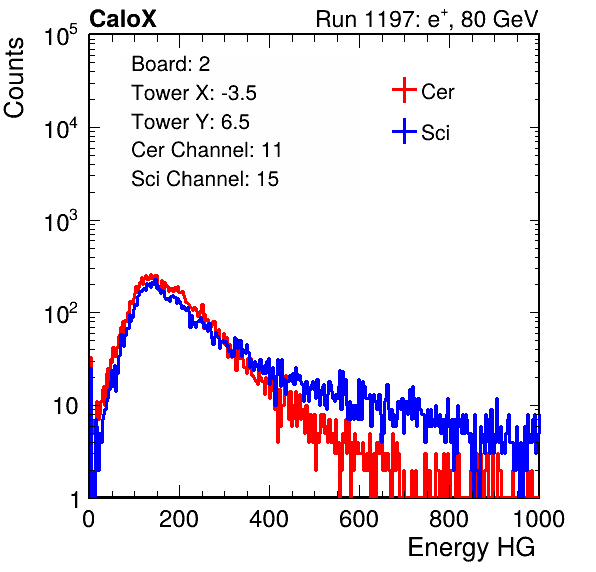 CaloX Run 1197: e⁺, 80 GeV
Counts
10⁵
10⁴
10³
10²
10
1
Board: 2
Tower X: -3.5
Tower Y: 6.5
Cer Channel: 11
Sci Channel: 15
Cer
Sci
0 200 400 600 800 1000
Energy HG